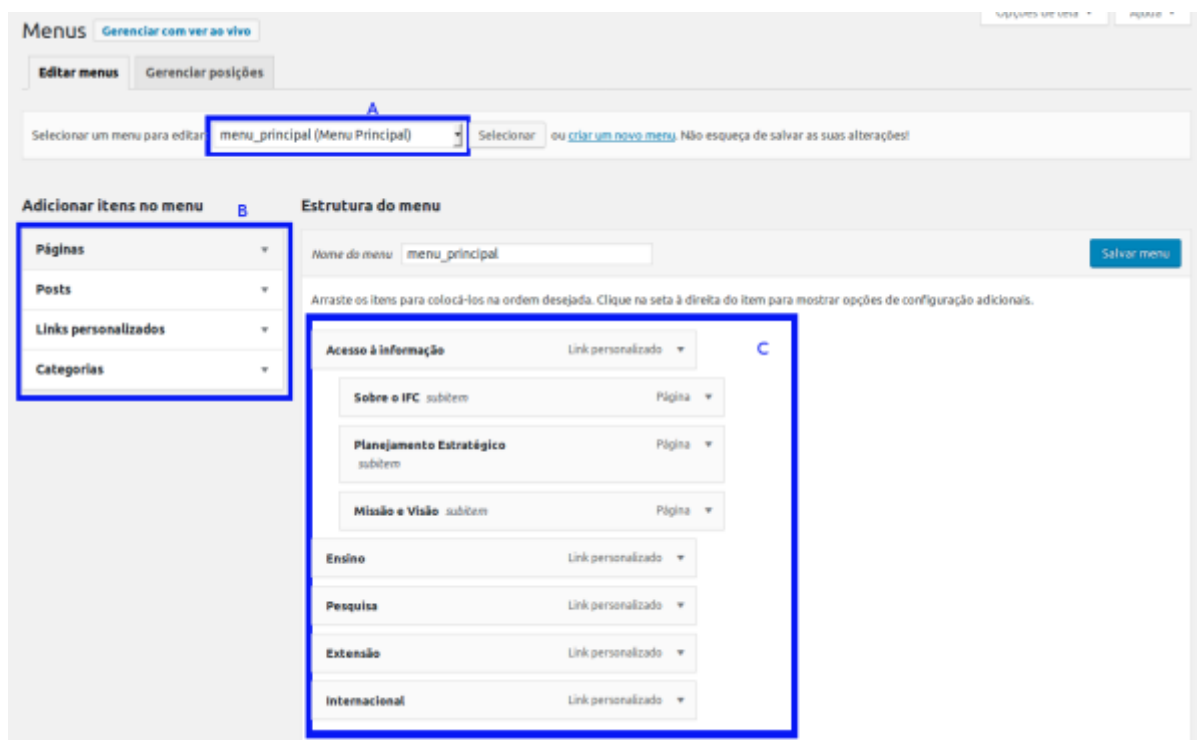 Opções de tela Ajuda
Menus Gerenciar com ver ao vivo
Editar menus Gerenciar posições
A
Selecionar um menu para editar menu_principal (Menu Principal) Selecionar ou criar um novo menu. Não esqueça de salvar as suas alterações!
Adicionar itens no menu B Estrutura do menu
Páginas
Posts
Links personalizados
Categorias
Nome do menu menu_principal Salvar menu
Arraste os itens para colocá-los na ordem desejada. Clique na seta à direita do item para mostrar opções de configuração adicionais.
C
Acesso à informação Link personalizado
Sobre o IFC subitem Página
Planejamento Estratégico Página
subitem
Missão e Visão subitem Página
Ensino Link personalizado
Pesquisa Link personalizado
Extensão Link personalizado
Internacional Link personalizado